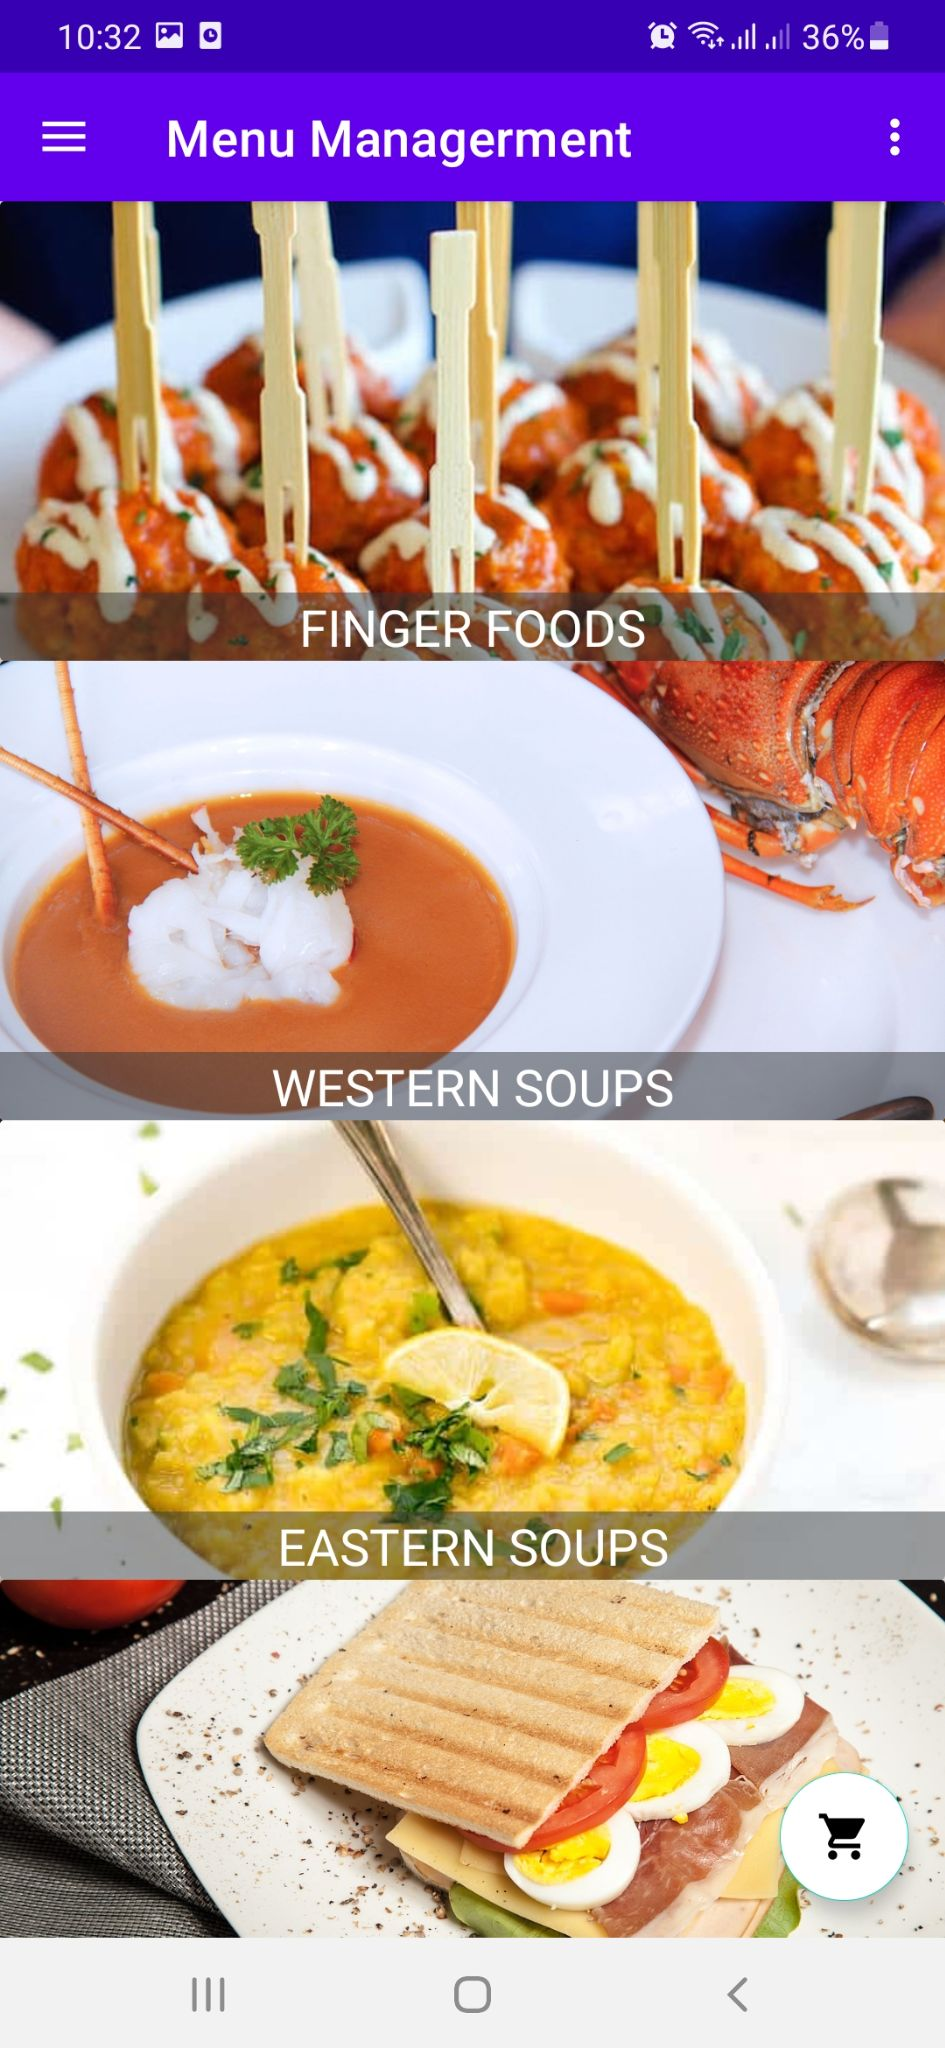 10:32
36%
Menu Managerment
FINGER FOODS
WESTERN SOUPS
EASTERN SOUPS